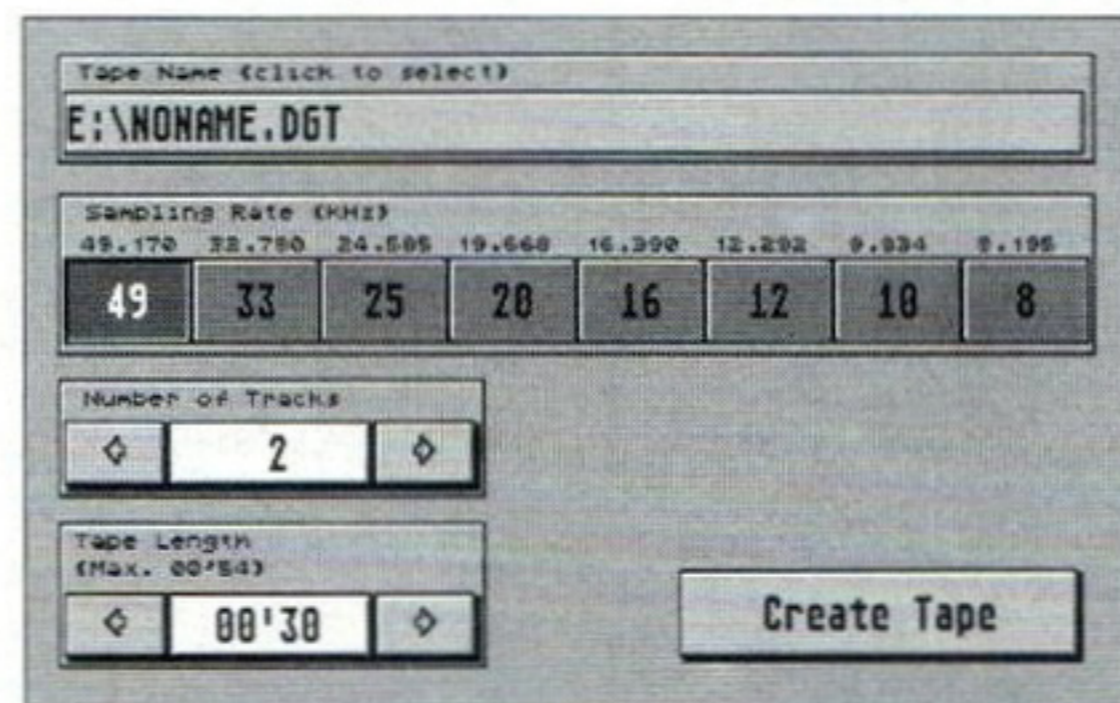 Tape Name (click to select)
E:\NONAME.DGT
Sampling Rate (KHz)
49.170 32.780 24.585 19.668 16.390 12.292 9.834 8.195
49 33 25 20 16 12 10 8
Number of Tracks
2
Tape Length
(Max. 00'54)
00'30
Create Tape